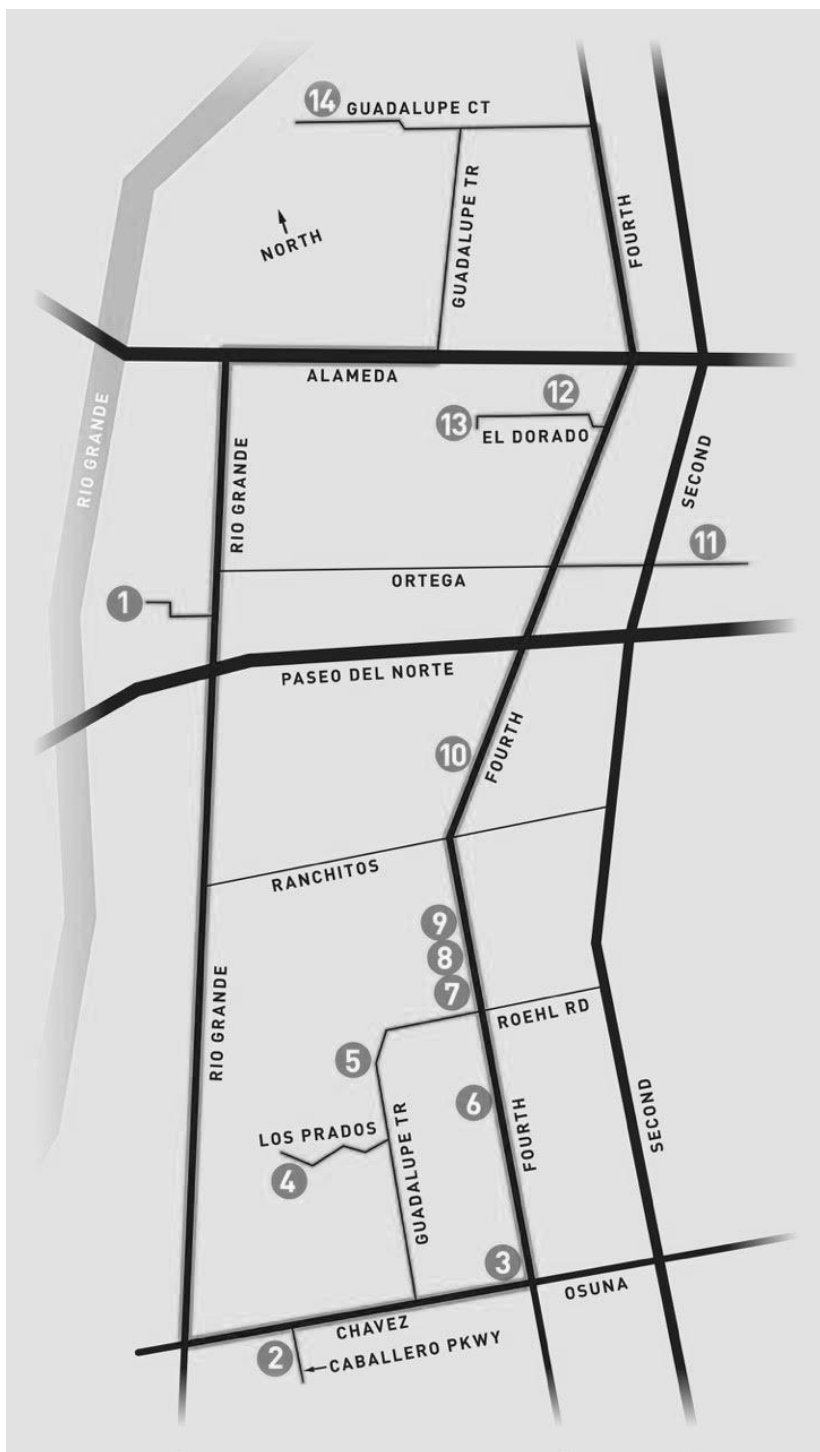 14 GUADALUPE CT
GUADALUPE TR
FOURTH
NORTH
ALAMEDA
12
13
EL DORADO
RIO GRANDE
RIO GRANDE
SECOND
11
ORTEGA
1
PASEO DEL NORTE
10
FOURTH
RANCHITOS
9
8
7
ROEHL RD
RIO GRANDE
5
6
LOS PRADOS
4
GUADALUPE TR
FOURTH
SECOND
3
OSUNA
CHAVEZ
2
CABALLERO PKWY